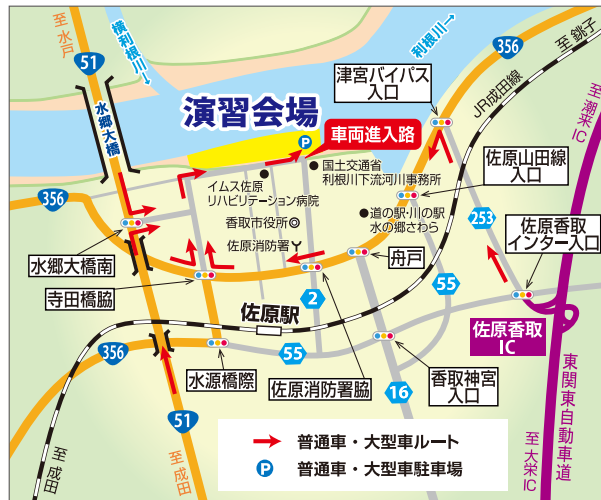 至水戸
51
横利根川
利根川
356
至銚子
水郷大橋
演習会場
P
車両進入路
津宮バイパス
入口
JR成田線
至潮来IC
イムス佐原
リハビリテーション病院
国土交通省
利根川下流河川事務所
佐原山田線
入口
356
香取市役所
佐原消防署
道の駅・川の駅
水の郷さわら
253
佐原香取
インター入口
水郷大橋南
舟戸
寺田橋脇
2
55
佐原駅
佐原香取
IC
356
水源橋際
55
佐原消防署脇
香取神宮
入口
16
東関東自動車道
51
至成田
至成田
至大栄IC
普通車・大型車ルート
P
普通車・大型車駐車場